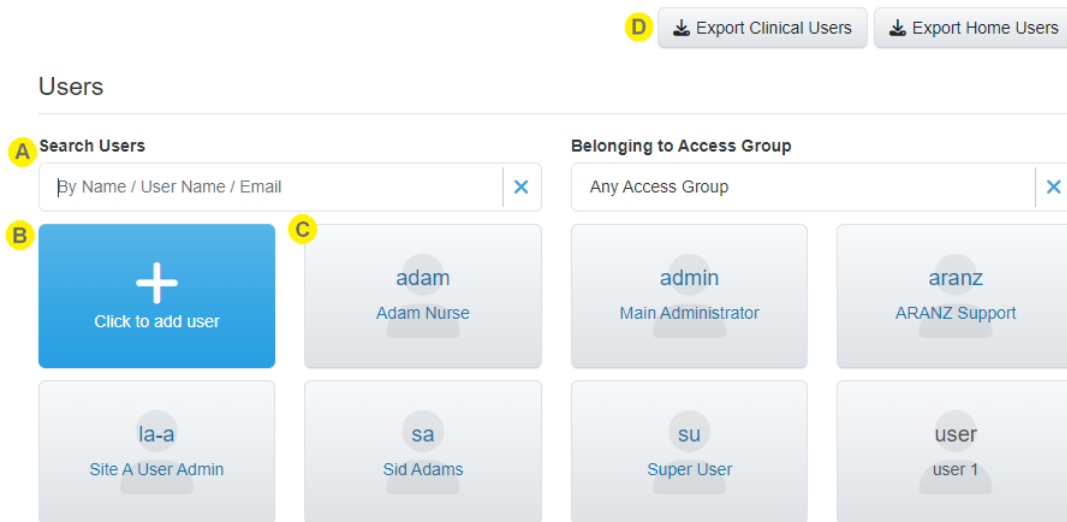 D Export Clinical Users Export Home Users
Users
A Search Users Belonging to Access Group
By Name / User Name / Email Any Access Group
B C
adam admin aranz
Click to add user Adam Nurse Main Administrator ARANZ Support
la-a sa su user
Site A User Admin Sid Adams Super User user 1